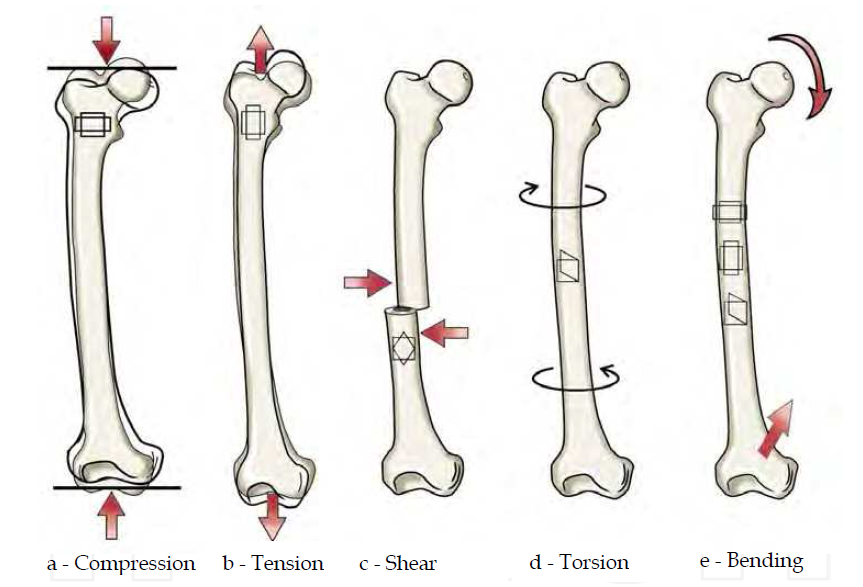 a - Compression
b - Tension
c - Shear
d - Torsion
e - Bending